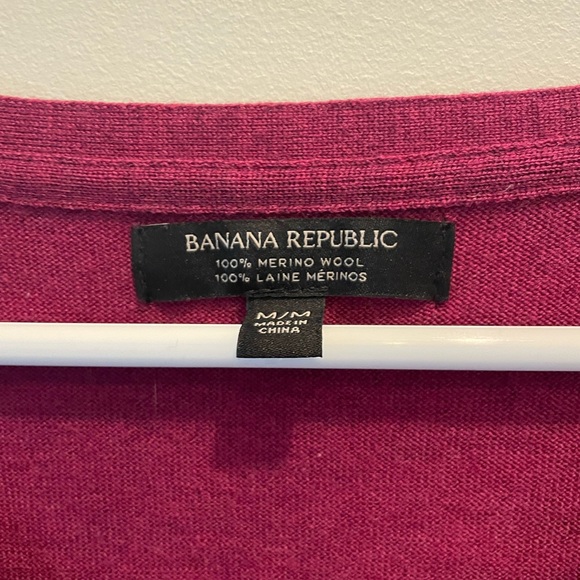 BANANA REPUBLIC
100% MERINO WOOL
100% LAINE MÉRINOS
M/M
MADE IN
CHINA